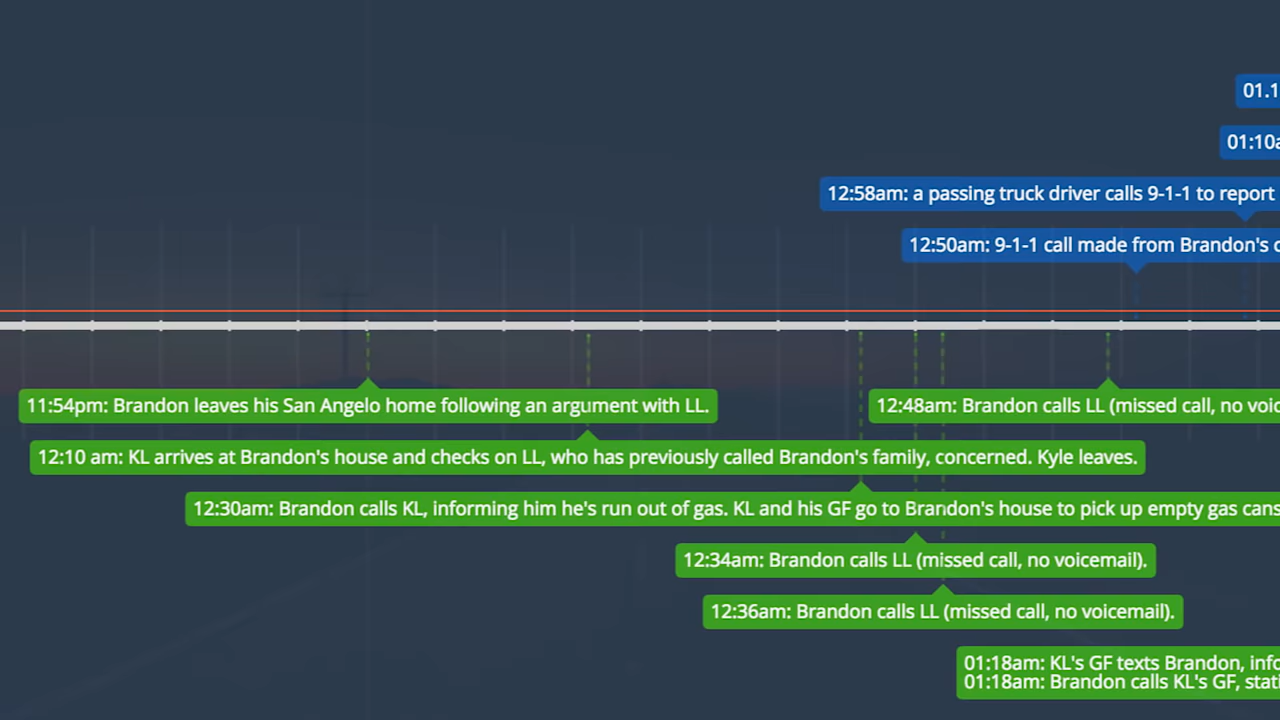 01.1
01:10a
12:58am: a passing truck driver calls 9-1-1 to report
12:50am: 9-1-1 call made from Brandon's c
11:54pm: Brandon leaves his San Angelo home following an argument with LL.
12:48am: Brandon calls LL (missed call, no voic
12:10 am: KL arrives at Brandon's house and checks on LL, who has previously called Brandon's family, concerned. Kyle leaves.
12:30am: Brandon calls KL, informing him he's run out of gas. KL and his GF go to Brandon's house to pick up empty gas cans
12:34am: Brandon calls LL (missed call, no voicemail).
12:36am: Brandon calls LL (missed call, no voicemail).
01:18am: KL's GF texts Brandon, info
01:18am: Brandon calls KL's GF, stati